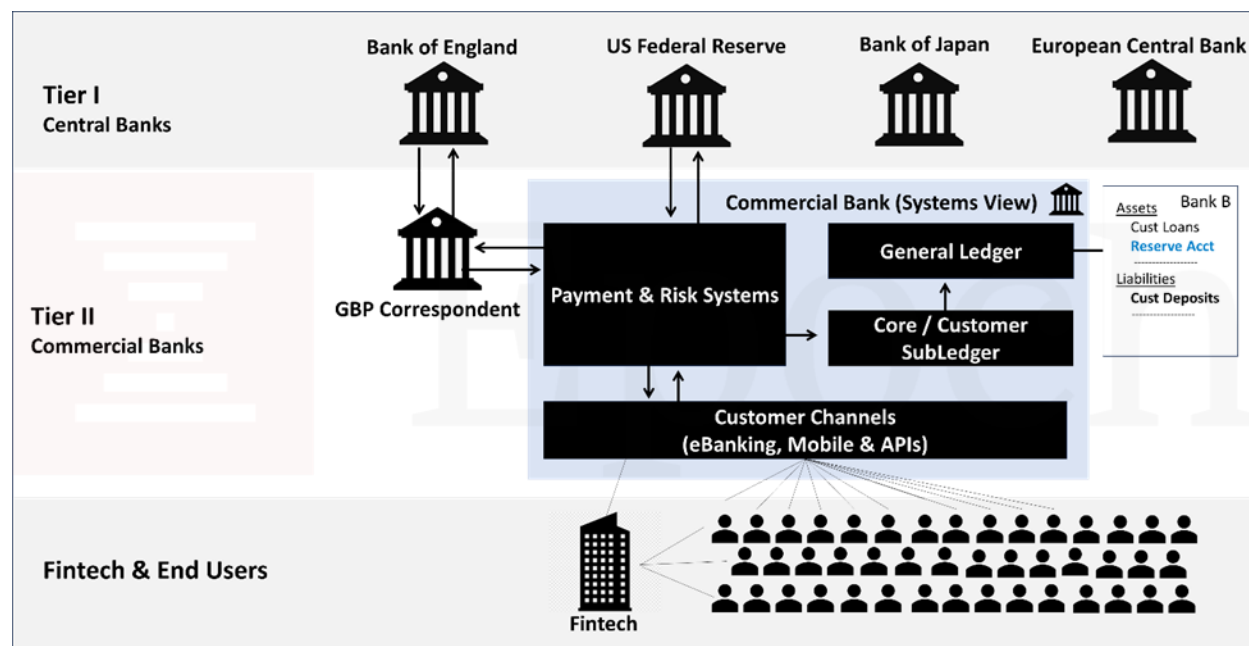 Bank of England
US Federal Reserve
Bank of Japan
European Central Bank
Tier I
Central Banks
Commercial Bank (Systems View)
Bank B
Assets
Cust Loans
Reserve Acct
Liabilities
Cust Deposits
General Ledger
Payment & Risk Systems
GBP Correspondent
Core / Customer
SubLedger
Tier II
Commercial Banks
Customer Channels
(eBanking, Mobile & APIs)
Epoch
Fintech & End Users
Fintech